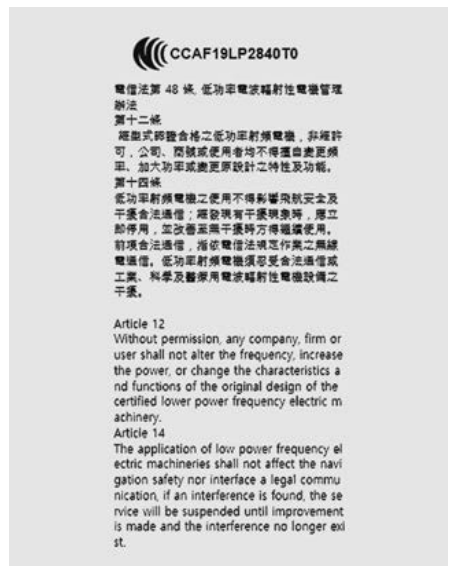 CCAF19LP2840T0
電信法第 48 條, 低功率電波輻射性電機管理
辦法
第十二條
經型式認證合格之低功率射頻電機，非經許
可，公司、商號或使用者均不得擅自變更頻
率、加大功率或變更原設計之特性及功能。
第十四條
低功率射頻電機之使用不得影響飛航安全及
干擾合法通信；經發現有干擾現象時，應立
即停用，並改善至無干擾時方得繼續使用。
前項合法通信，指依電信法規定作業之無線
電通信。低功率射頻電機須忍受合法通信或
工業、科學及醫療用電波輻射性電機設備之
干擾。
Article 12
Without permission, any company, firm or
user shall not alter the frequency, increase
the power, or change the characteristics a
nd functions of the original design of the
certified lower power frequency electric m
achinery.
Article 14
The application of low power frequency el
ectric machineries shall not affect the navi
gation safety nor interface a legal commu
nication, if an interference is found, the se
rvice will be suspended until improvement
is made and the interference no longer exi
st.